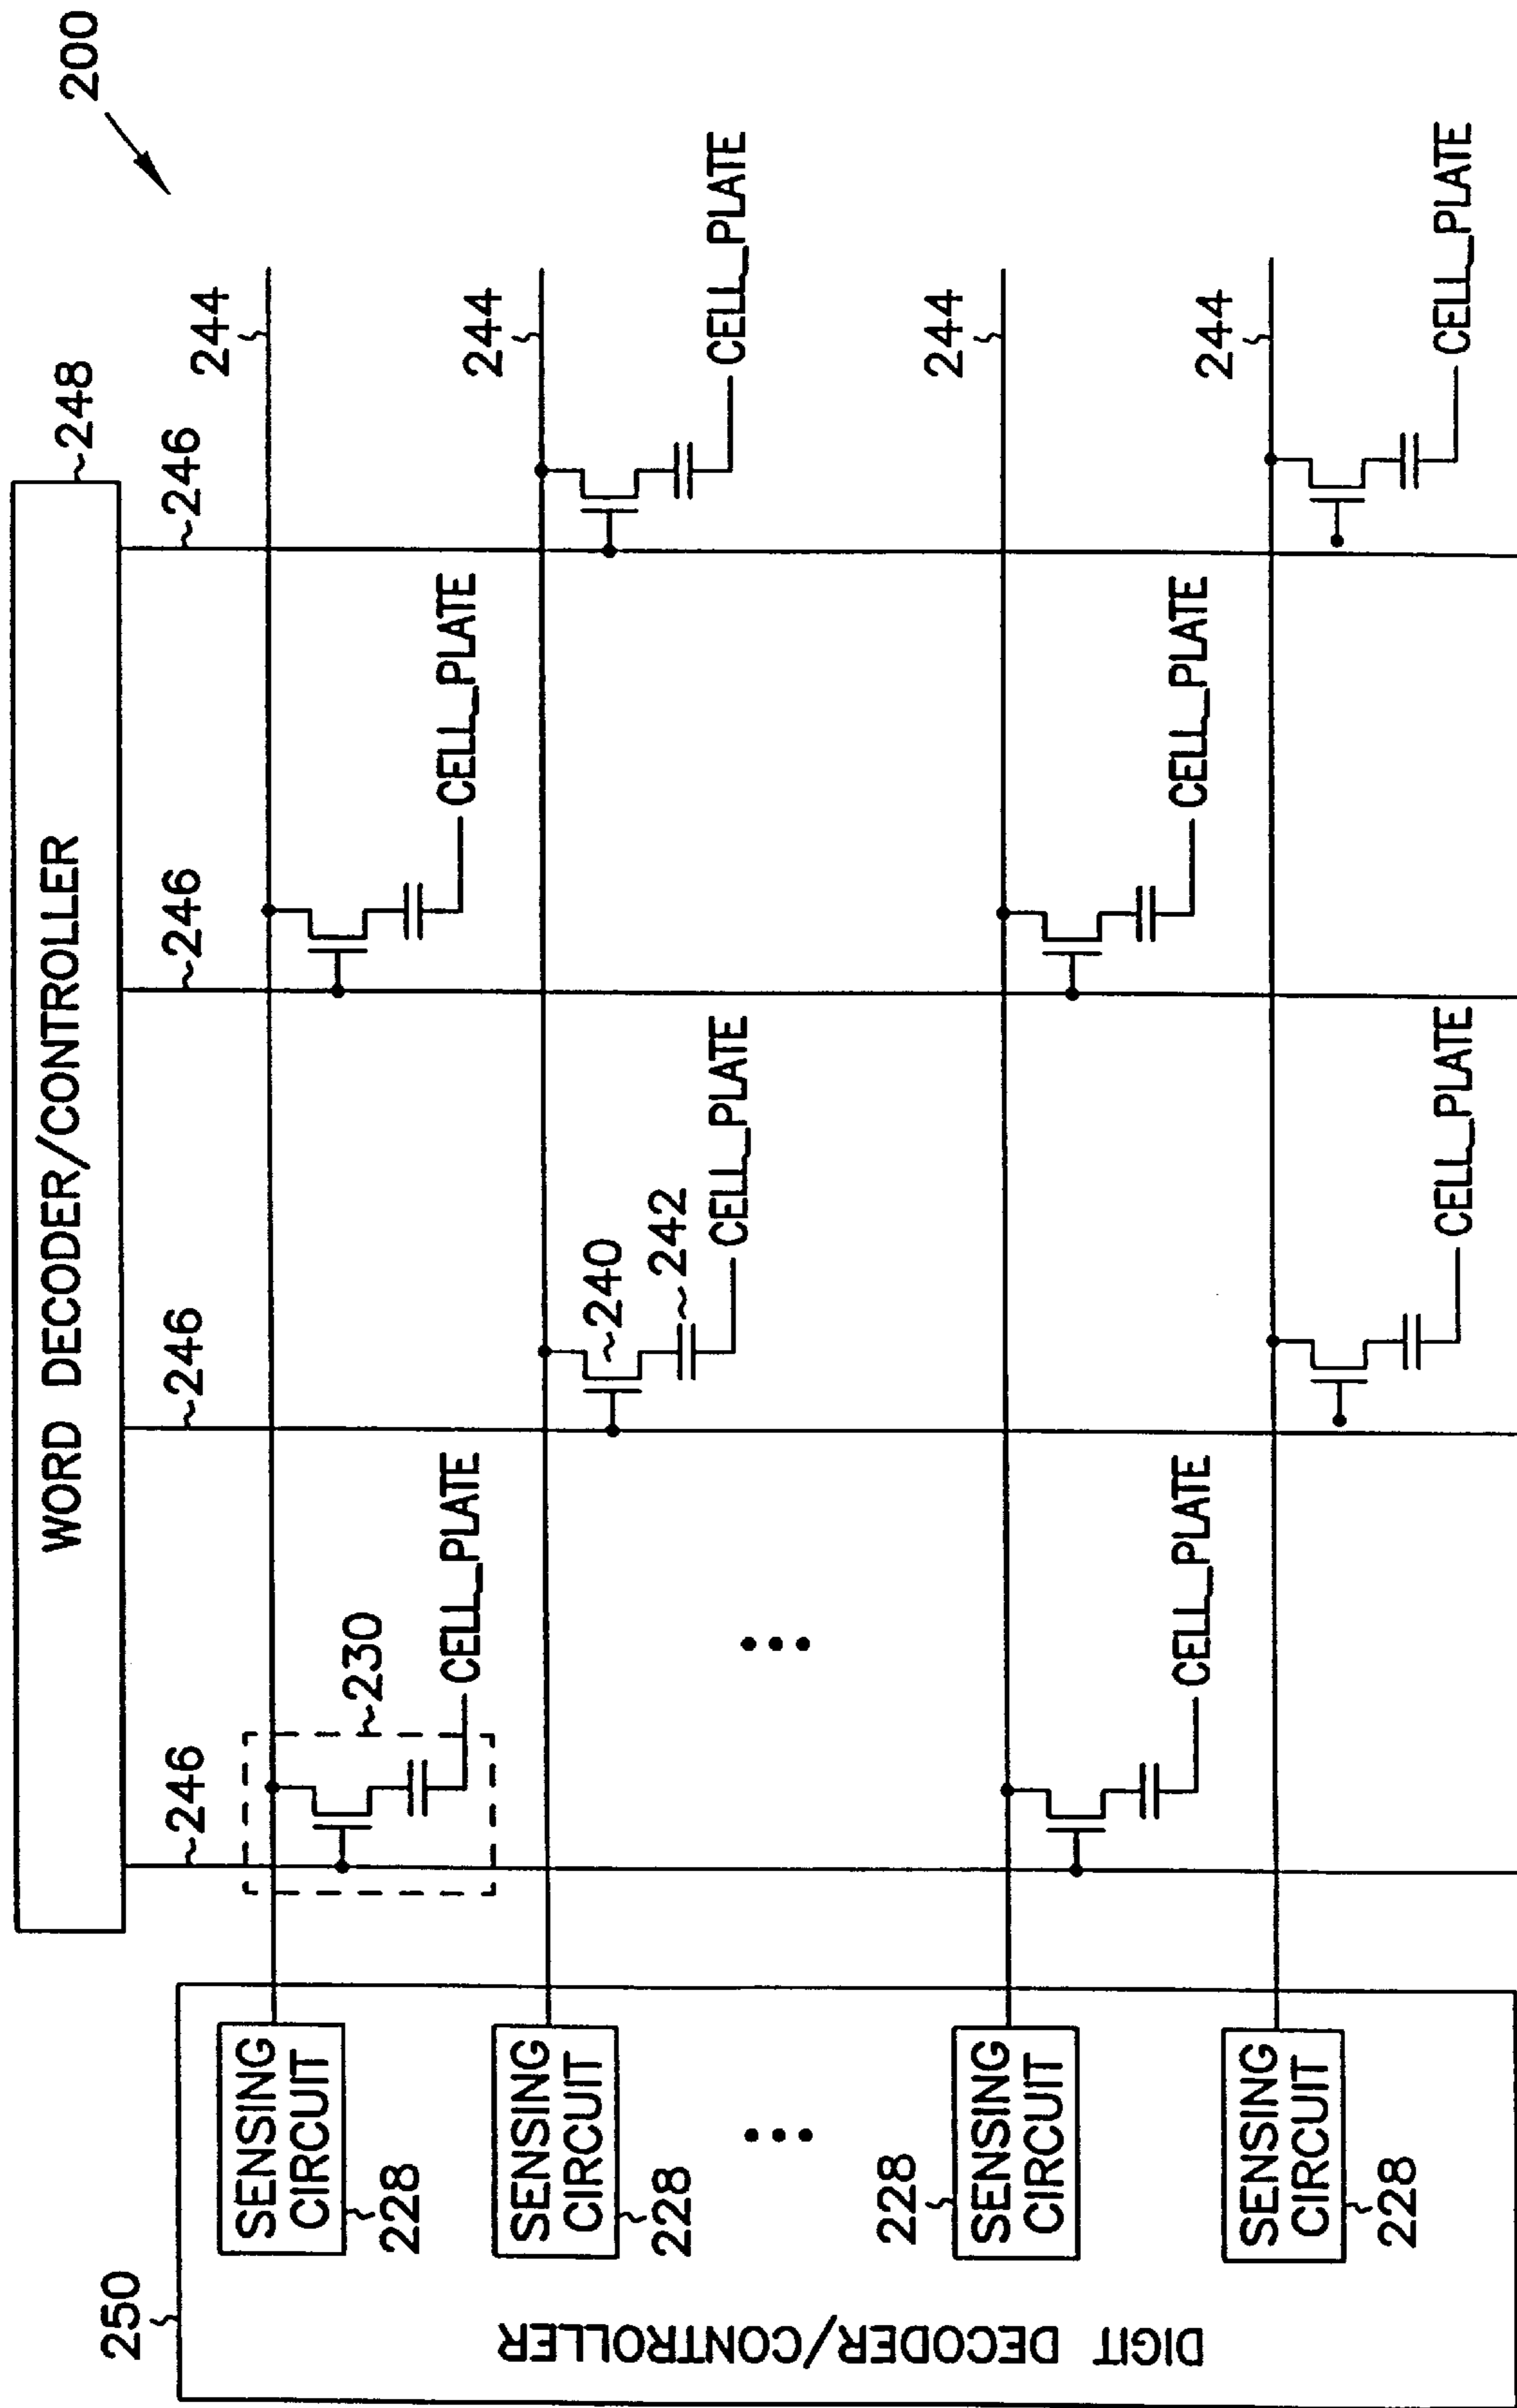 200
WORD DECODER/CONTROLLER
248
246
246
246
246
244
230
CELL_PLATE
CELL_PLATE
244
240
242
CELL_PLATE
CELL_PLATE
244
CELL_PLATE
CELL_PLATE
244
CELL_PLATE
CELL_PLATE
250
DIGIT DECODER/CONTROLLER
SENSING
CIRCUIT
228
SENSING
CIRCUIT
228
SENSING
CIRCUIT
228
SENSING
CIRCUIT
228